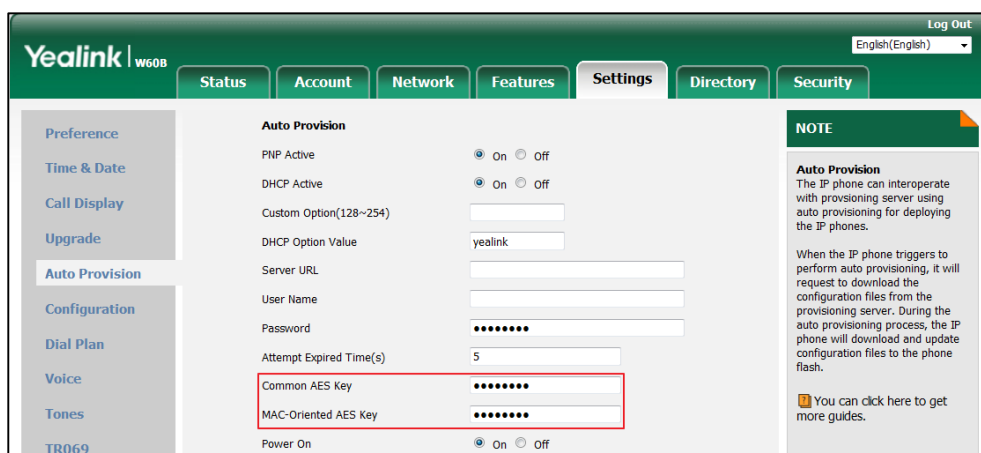 Log Out
Yealink | W60B
English(English)
Status Account Network Features Settings Directory Security
Preference
Time & Date
Call Display
Upgrade
Auto Provision
Configuration
Dial Plan
Voice
Tones
TR069
Auto Provision
PNP Active On Off
DHCP Active On Off
Custom Option(128~254)
DHCP Option Value yealink
Server URL
User Name
Password ••••••••
Attempt Expired Time(s) 5
Common AES Key ••••••••
MAC-Oriented AES Key ••••••••
Power On On Off
NOTE
Auto Provision
The IP phone can interoperate
with provsioning server using
auto provisioning for deploying
the IP phones.
When the IP phone triggers to
perform auto provisioning, it will
request to download the
configuration files from the
provisioning server. During the
auto provisioning process, the IP
phone will download and update
configuration files to the phone
flash.
You can click here to get
more guides.